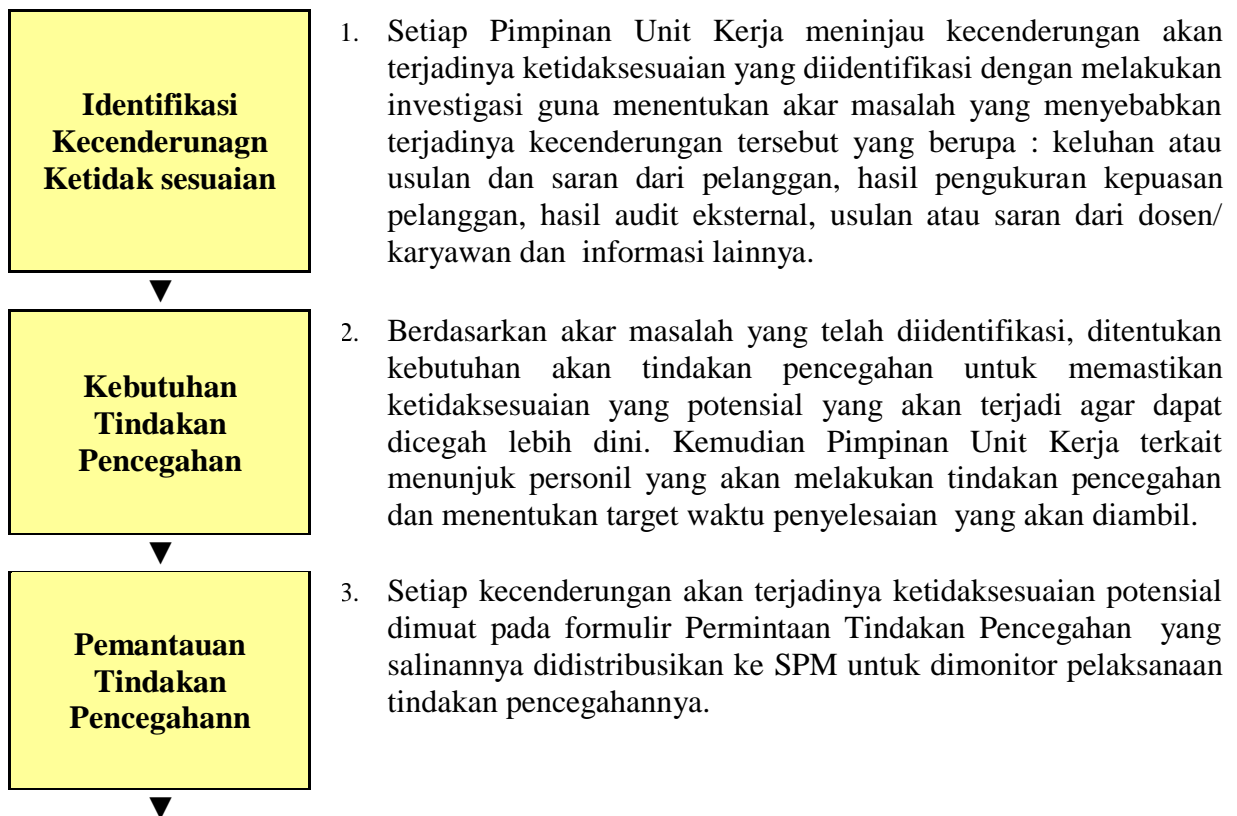 Identifikasi
Kecenderunagn
Ketidak sesuaian
1. Setiap Pimpinan Unit Kerja meninjau kecenderungan akan
terjadinya ketidaksesuaian yang diidentifikasi dengan melakukan
investigasi guna menentukan akar masalah yang menyebabkan
terjadinya kecenderungan tersebut yang berupa : keluhan atau
usulan dan saran dari pelanggan, hasil pengukuran kepuasan
pelanggan, hasil audit eksternal, usulan atau saran dari dosen/
karyawan dan informasi lainnya.
▼
Kebutuhan
Tindakan
Pencegahan
2. Berdasarkan akar masalah yang telah diidentifikasi, ditentukan
kebutuhan akan tindakan pencegahan untuk memastikan
ketidaksesuaian yang potensial yang akan terjadi agar dapat
dicegah lebih dini. Kemudian Pimpinan Unit Kerja terkait
menunjuk personil yang akan melakukan tindakan pencegahan
dan menentukan target waktu penyelesaian yang akan diambil.
▼
Pemantauan
Tindakan
Pencegahann
3. Setiap kecenderungan akan terjadinya ketidaksesuaian potensial
dimuat pada formulir Permintaan Tindakan Pencegahan yang
salinannya didistribusikan ke SPM untuk dimonitor pelaksanaan
tindakan pencegahannya.
▼